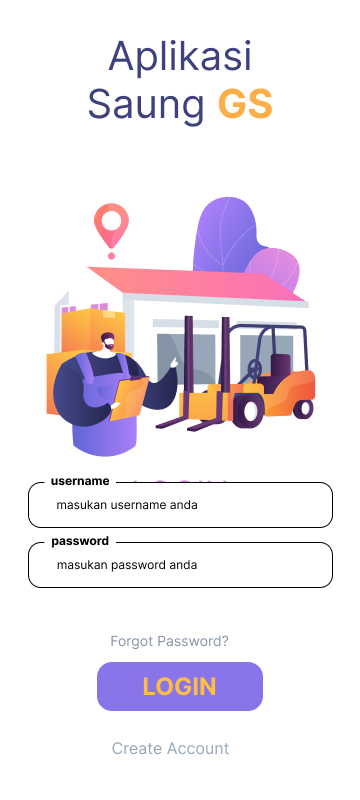 Aplikasi
Saung GS
username
masukan username anda
password
masukan password anda
Forgot Password?
LOGIN
Create Account